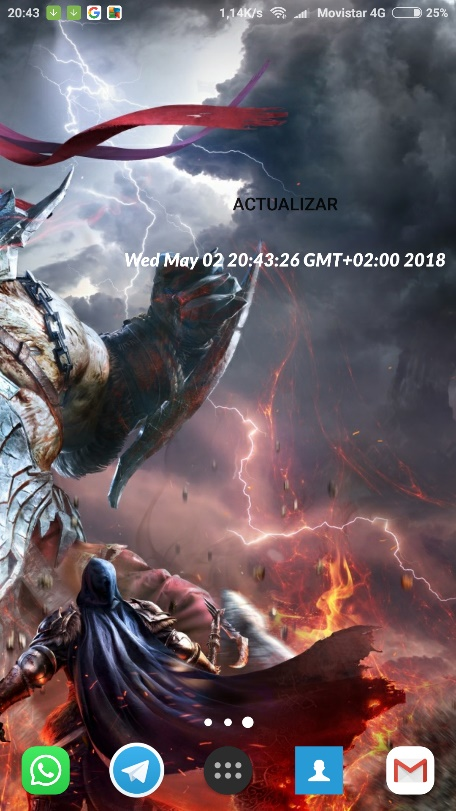 20:43 1,14K/s Movistar 4G 25%
ACTUALIZAR
Wed May 02 20:43:26 GMT+02:00 2018